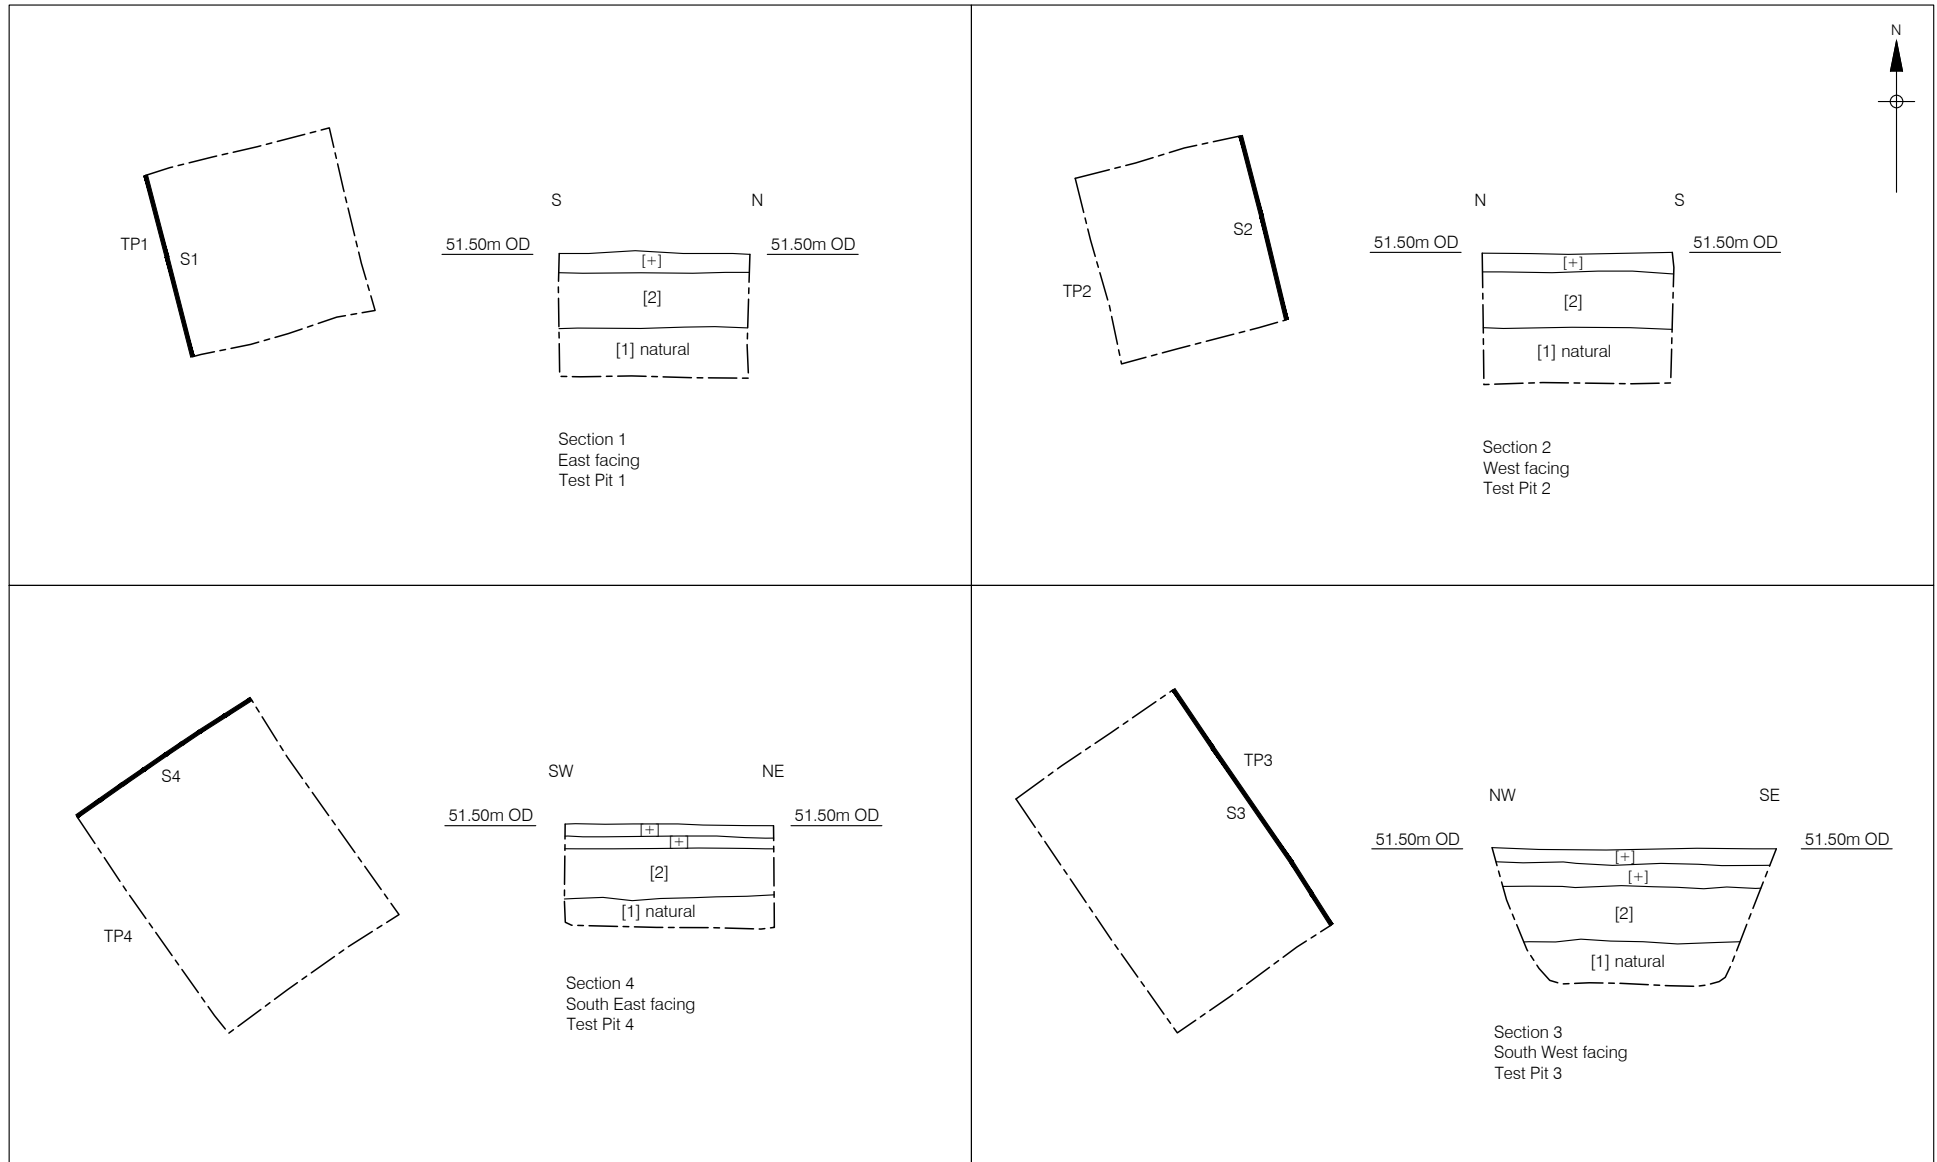 TP1
S1
S
N
51.50m OD
51.50m OD
[+]
[2]
[1] natural
Section 1
East facing
Test Pit 1
N
S2
TP2
N
S
51.50m OD
51.50m OD
[+]
[2]
[1] natural
Section 2
West facing
Test Pit 2
S4
TP4
SW
NE
51.50m OD
51.50m OD
[+]
[+]
[2]
[1] natural
Section 4
South East facing
Test Pit 4
TP3
S3
NW
SE
51.50m OD
51.50m OD
[+]
[+]
[2]
[1] natural
Section 3
South West facing
Test Pit 3